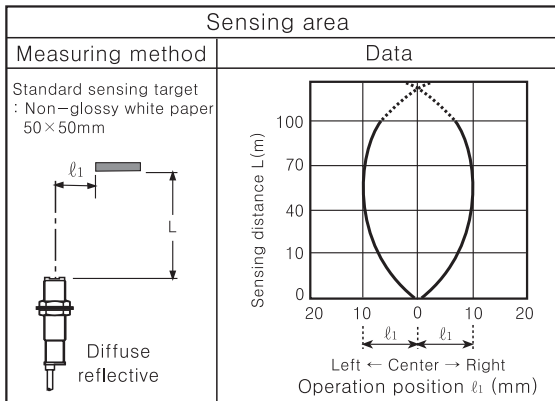 Sensing area
Measuring method
Data
Standard sensing target
: Non-glossy white paper
50×50mm
ℓ1
L
Diffuse
reflective
Sensing distance L(m)
100
70
40
10
0
20 10 0 10 20
ℓ1 ℓ1
Left ← Center → Right
Operation position ℓ1 (mm)